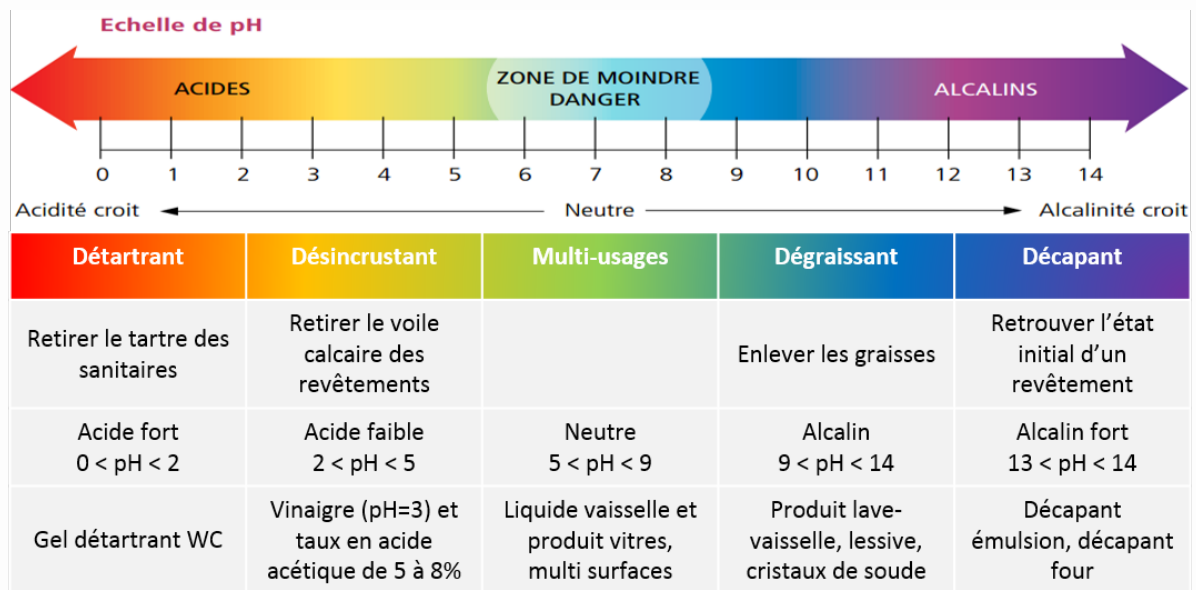 Echelle de pH
ACIDES
ZONE DE MOINDRE
DANGER
ALCALINS
0 1 2 3 4 5 6 7 8 9 10 11 12 13 14
Acidité croit
Neutre
Alcalinité croit
Détartrant
Désincrustant
Multi-usages
Dégraissant
Décapant
Retirer le tartre des
sanitaires
Retirer le voile
calcaire des
revêtements
Enlever les graisses
Retrouver l’état
initial d’un
revêtement
Acide fort
0 < pH < 2
Acide faible
2 < pH < 5
Neutre
5 < pH < 9
Alcalin
9 < pH < 14
Alcalin fort
13 < pH < 14
Gel détartrant WC
Vinaigre (pH=3) et
taux en acide
acétique de 5 à 8%
Liquide vaisselle et
produit vitres,
multi surfaces
Produit lave-
vaisselle, lessive,
cristaux de soude
Décapant
émulsion, décapant
four